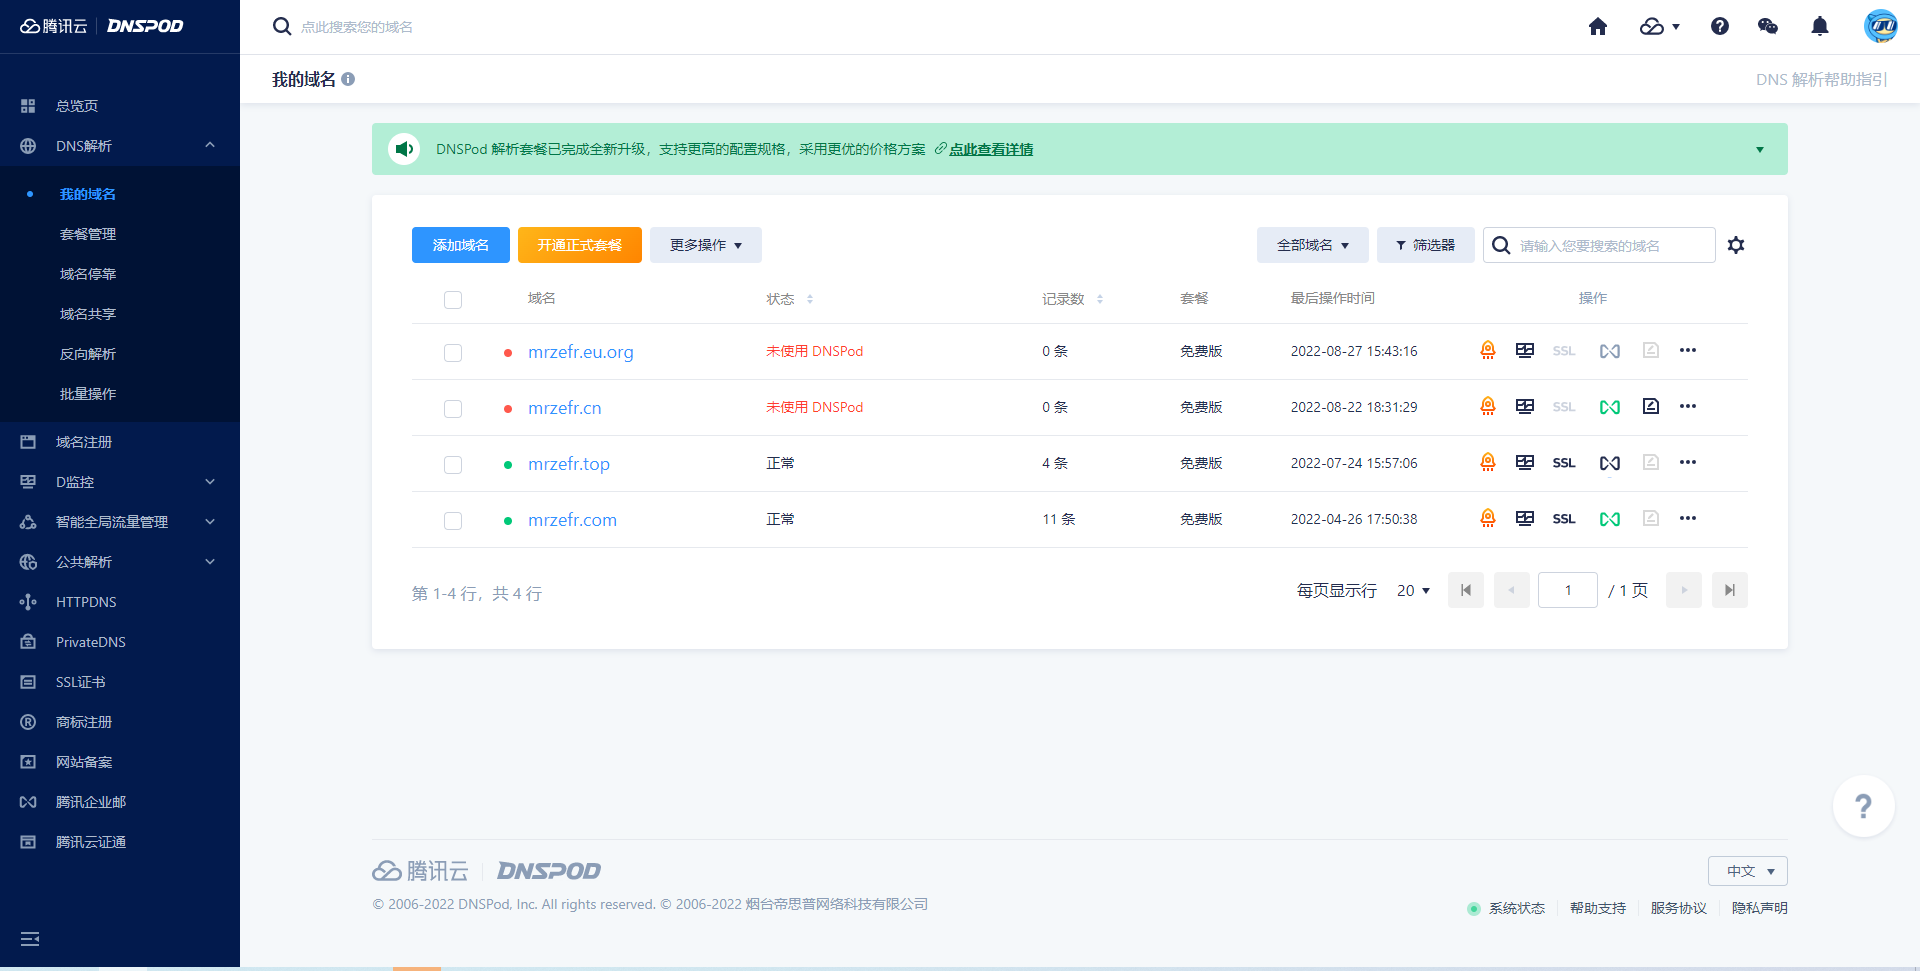 腾讯云 DNSPOD
点此搜索您的域名
我的域名
DNS 解析帮助指引
总览页
DNS解析
我的域名
套餐管理
域名停靠
域名共享
反向解析
批量操作
域名注册
D监控
智能全局流量管理
公共解析
HTTPDNS
PrivateDNS
SSL证书
商标注册
网站备案
腾讯企业邮
腾讯云证通
DNSPod 解析套餐已完成全新升级，支持更高的配置规格，采用更优的价格方案 点此查看详情
添加域名 开通正式套餐 更多操作 全部域名 筛选器 请输入您要搜索的域名
域名 状态 记录数 套餐 最后操作时间 操作
mrzefr.eu.org 未使用 DNSPod 0 条 免费版 2022-08-27 15:43:16 SSL
mrzefr.cn 未使用 DNSPod 0 条 免费版 2022-08-22 18:31:29 SSL
mrzefr.top 正常 4 条 免费版 2022-07-24 15:57:06 SSL
mrzefr.com 正常 11 条 免费版 2022-04-26 17:50:38 SSL
第 1-4 行，共 4 行 每页显示行 20 1 / 1 页
?
腾讯云 DNSPOD
中文
© 2006-2022 DNSPod, Inc. All rights reserved. © 2006-2022 烟台帝思普网络科技有限公司
系统状态 帮助支持 服务协议 隐私声明